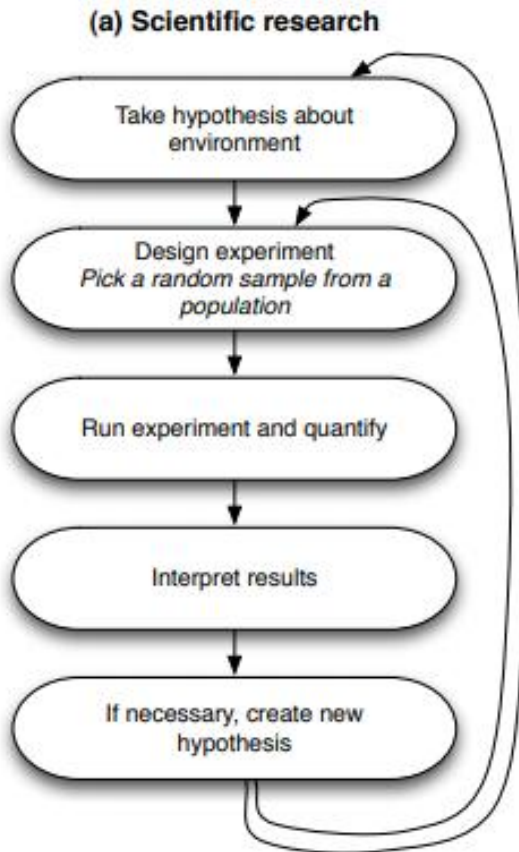 (a) Scientific research
Take hypothesis about
environment
Design experiment
Pick a random sample from a
population
Run experiment and quantify
Interpret results
If necessary, create new
hypothesis